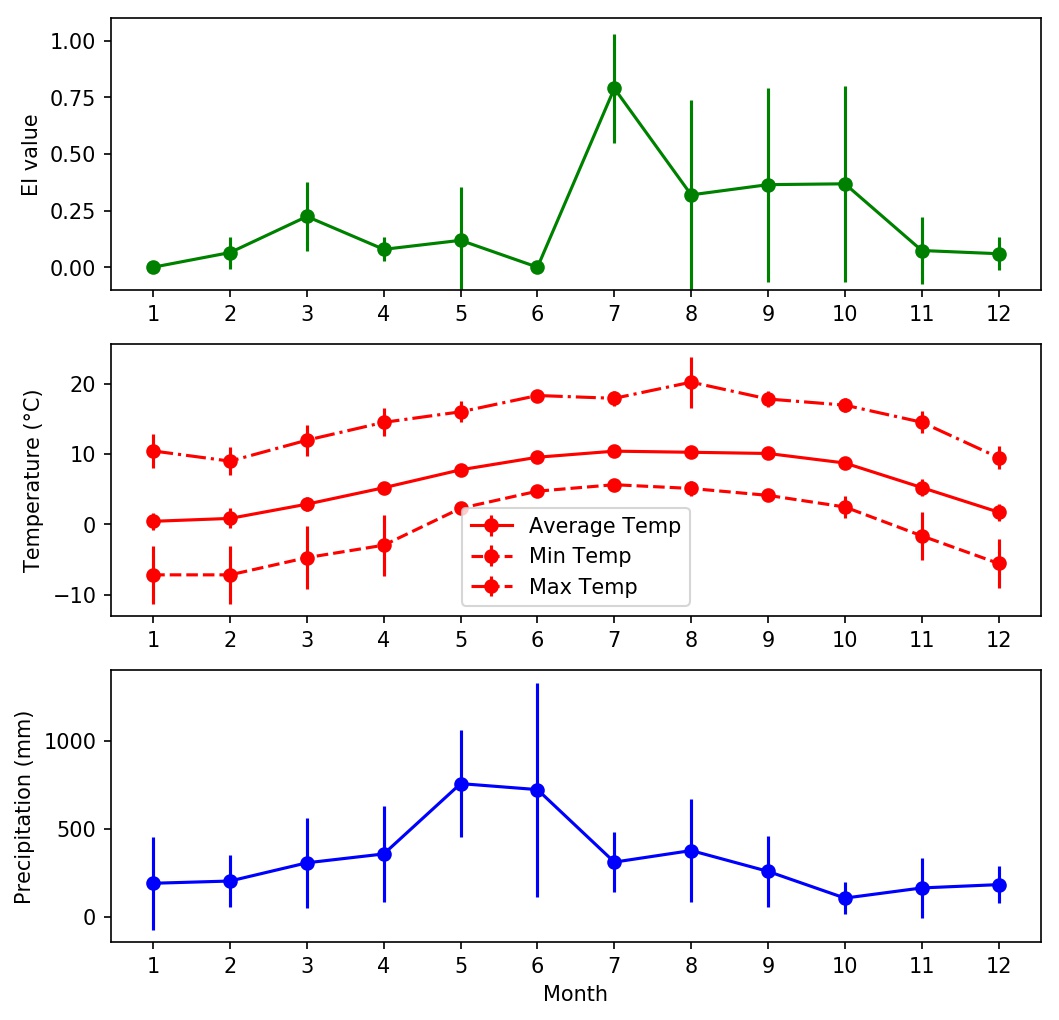 EI value
1.00
0.75
0.50
0.25
0.00
1 2 3 4 5 6 7 8 9 10 11 12
Temperature (°C)
20
10
0
−10
Average Temp
Min Temp
Max Temp
1 2 3 4 5 6 7 8 9 10 11 12
Precipitation (mm)
1000
500
0
1 2 3 4 5 6 7 8 9 10 11 12
Month